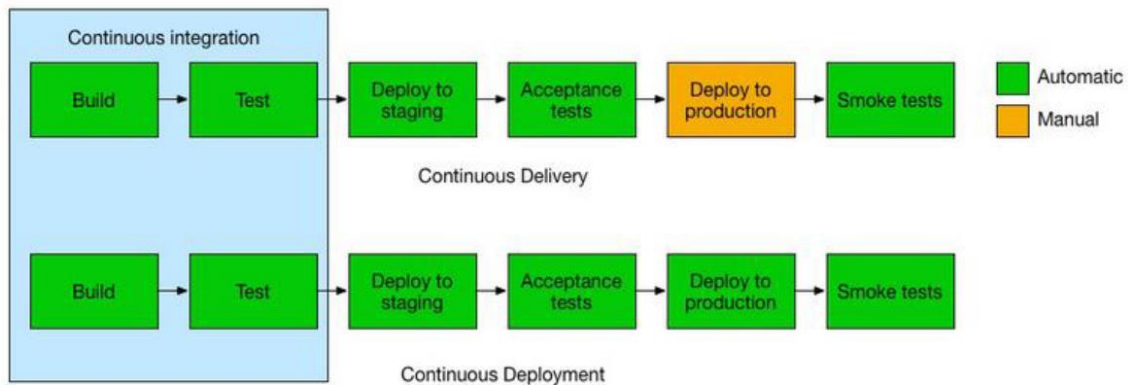 Continuous integration
Build
Test
Deploy to
staging
Acceptance
tests
Deploy to
production
Smoke tests
Automatic
Manual
Continuous Delivery
Build
Test
Deploy to
staging
Acceptance
tests
Deploy to
production
Smoke tests
Continuous Deployment